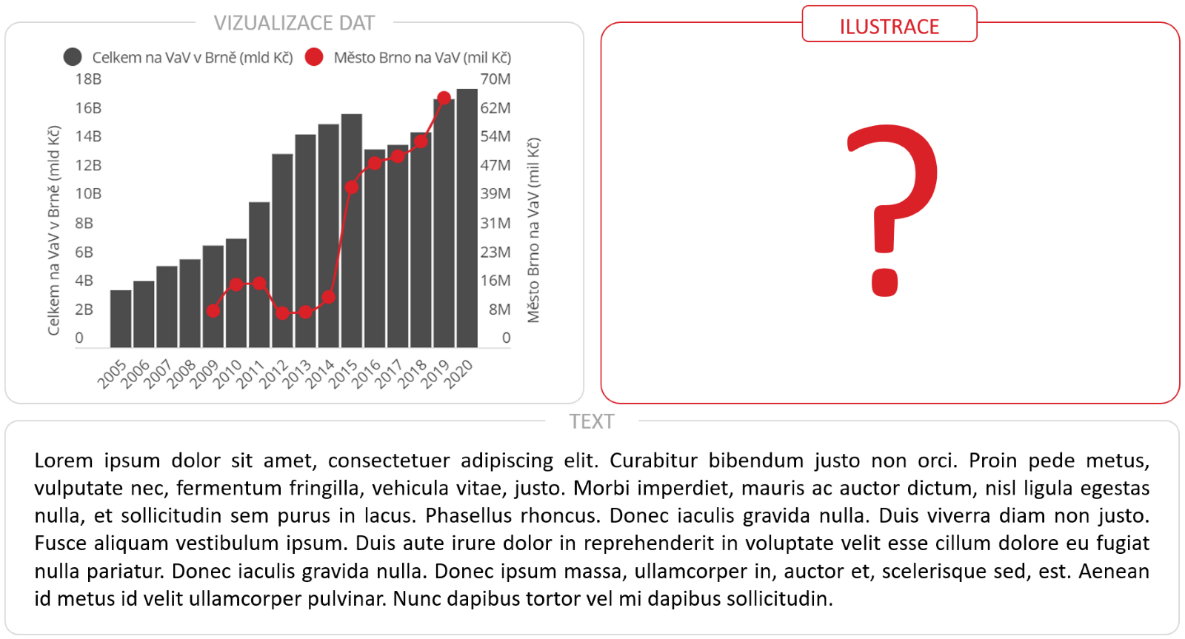 VIZUALIZACE DAT
Celkem na VaV v Brně (mld Kč) Město Brno na VaV (mil Kč)
18B 70M
16B 62M
14B 54M
12B 47M
10B 39M
8B 31M
6B 23M
4B 16M
2B 8M
0 0
Celkem na VaV v Brně (mld Kč)
Město Brno na VaV (mil Kč)
2005 2006 2007 2008 2009 2010 2011 2012 2013 2014 2015 2016 2017 2018 2019 2020
ILUSTRACE
?
TEXT
Lorem ipsum dolor sit amet, consectetuer adipiscing elit. Curabitur bibendum justo non orci. Proin pede metus,
vulputate nec, fermentum fringilla, vehicula vitae, justo. Morbi imperdiet, mauris ac auctor dictum, nisl ligula egestas
nulla, et sollicitudin sem purus in lacus. Phasellus rhoncus. Donec iaculis gravida nulla. Duis viverra diam non justo.
Fusce aliquam vestibulum ipsum. Duis aute irure dolor in reprehenderit in voluptate velit esse cillum dolore eu fugiat
nulla pariatur. Donec iaculis gravida nulla. Donec ipsum massa, ullamcorper in, auctor et, scelerisque sed, est. Aenean
id metus id velit ullamcorper pulvinar. Nunc dapibus tortor vel mi dapibus sollicitudin.